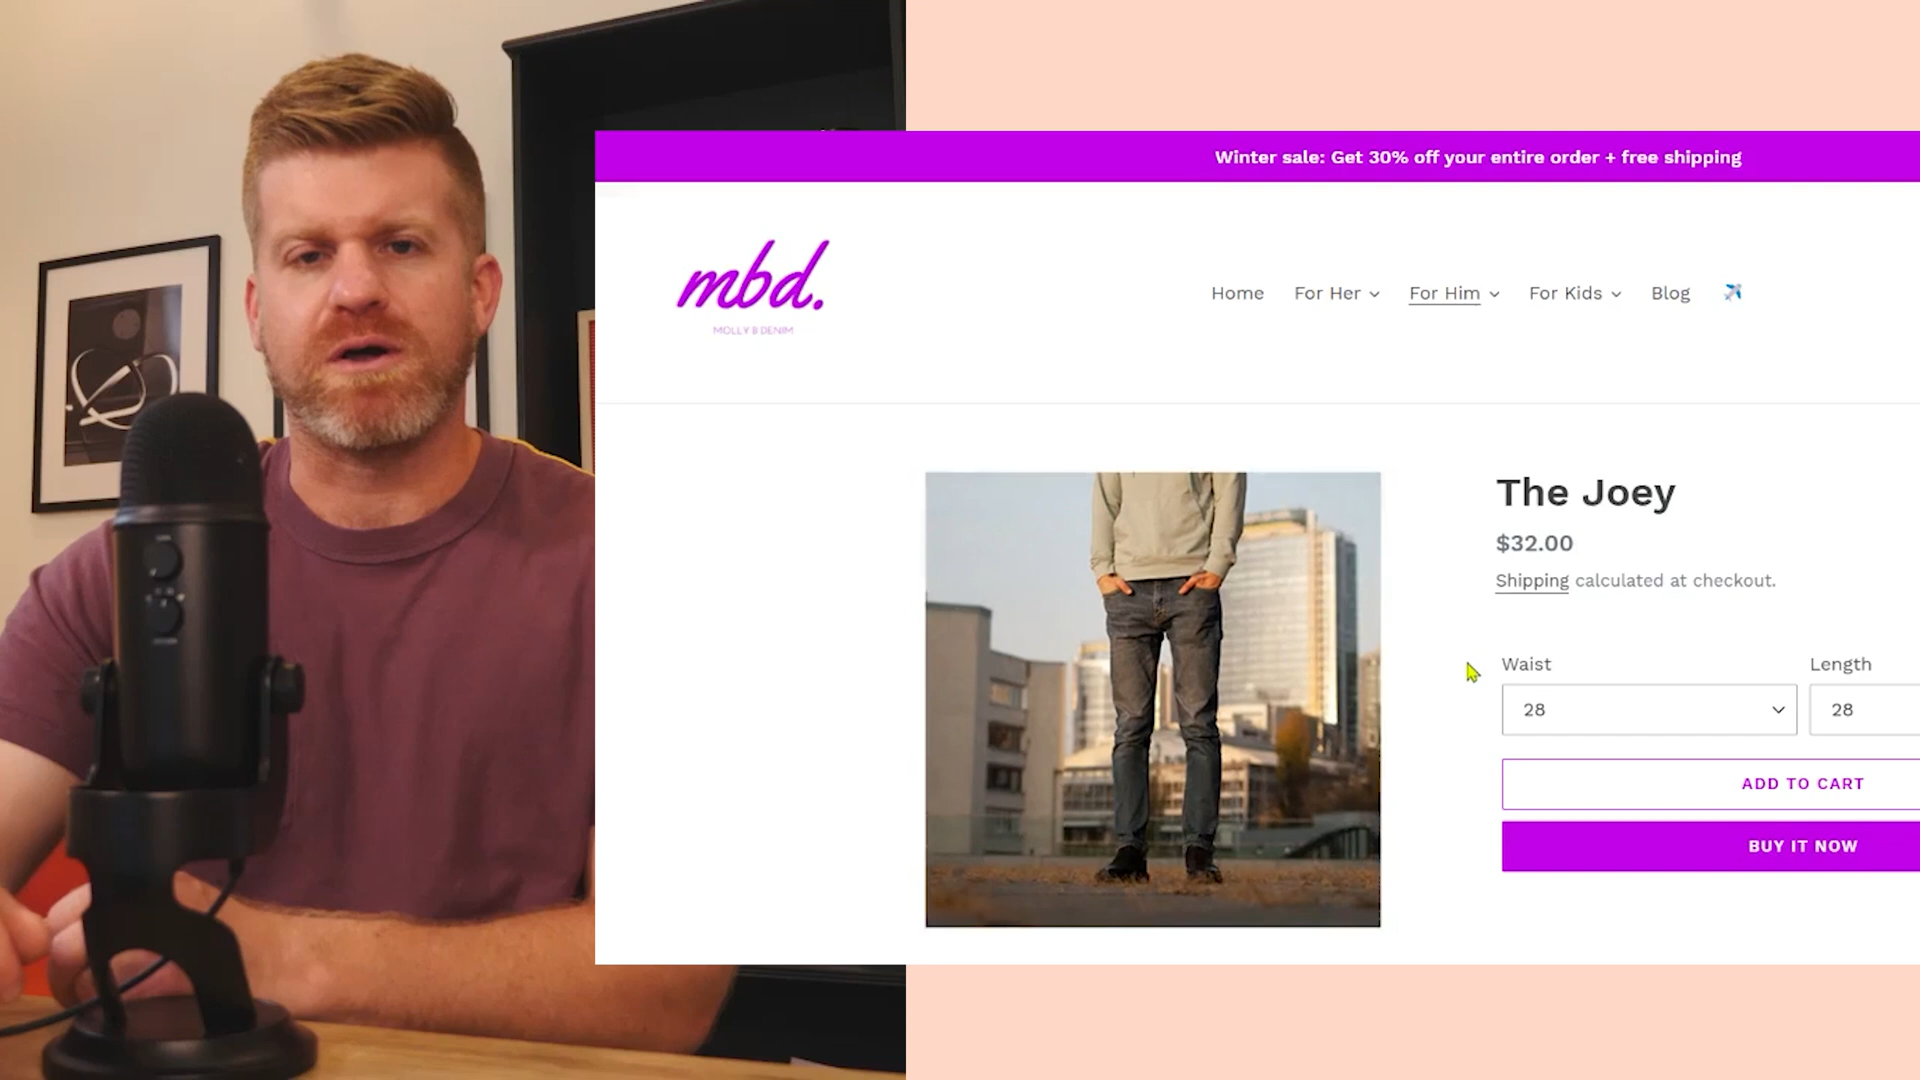 Winter sale: Get 30% off your entire order + free shipping
mbd.
MOLLY B DENIM
Home For Her For Him For Kids Blog
The Joey
$32.00
Shipping calculated at checkout.
Waist Length
28 28
ADD TO CART
BUY IT NOW